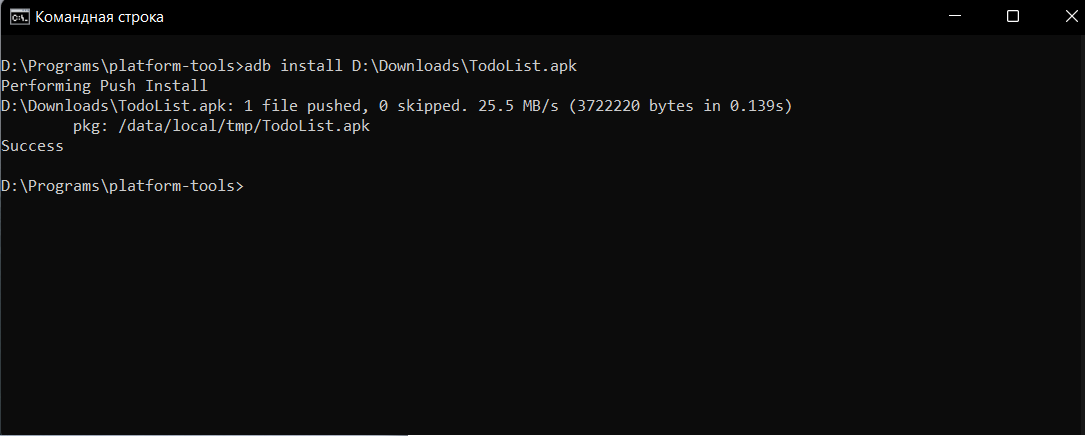 Командная строка
D:\Programs\platform-tools>adb install D:\Downloads\TodoList.apk
Performing Push Install
D:\Downloads\TodoList.apk: 1 file pushed, 0 skipped. 25.5 MB/s (3722220 bytes in 0.139s)
        pkg: /data/local/tmp/TodoList.apk
Success
D:\Programs\platform-tools>